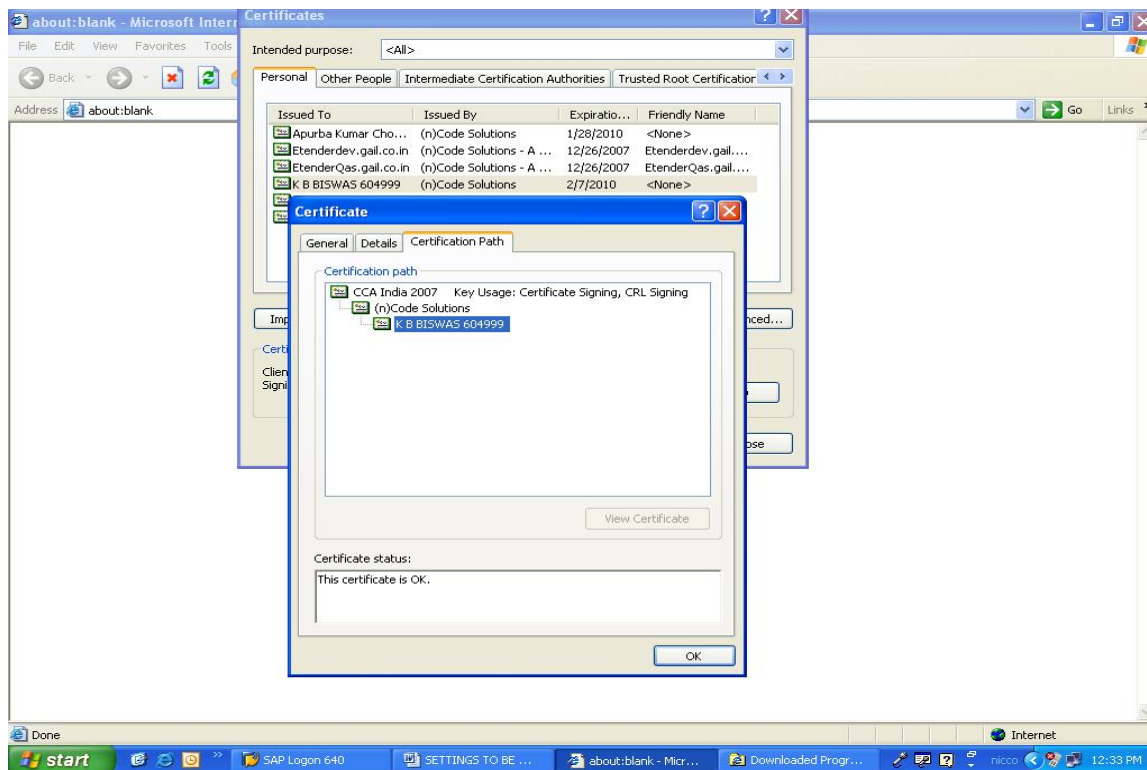 about:blank - Microsoft Interr
Certificates
File Edit View Favorites Tools
Intended purpose: <All>
Back
Personal Other People Intermediate Certification Authorities Trusted Root Certification
Address about:blank
Go Links
Issued To Issued By Expiratio... Friendly Name
Apurba Kumar Cho... (n)Code Solutions 1/28/2010 <None>
Etenderdev.gail.co.in (n)Code Solutions - A ... 12/26/2007 Etenderdev.gail....
EtenderQas.gail.co.in (n)Code Solutions - A ... 12/26/2007 EtenderQas.gail....
K B BISWAS 604999 (n)Code Solutions 2/7/2010 <None>
Certificate
General Details Certification Path
Certification path
CCA India 2007 Key Usage: Certificate Signing, CRL Signing
(n)Code Solutions
K B BISWAS 604999
Imp
nced...
Certi
Clien
Signi
ose
View Certificate
Certificate status:
This certificate is OK.
OK
Done
Internet
start SAP Logon 640 SETTINGS TO BE ... about:blank - Micr... Downloaded Progr... nicco 12:33 PM